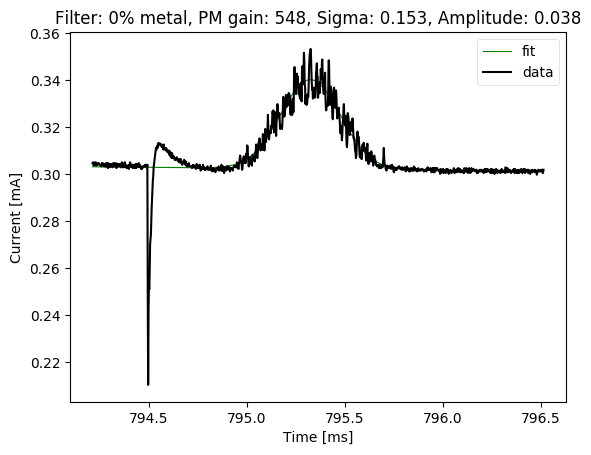 Filter: 0% metal, PM gain: 548, Sigma: 0.153, Amplitude: 0.038
0.36
fit
data
0.34
0.32
0.30
0.28
0.26
0.24
0.22
Current [mA]
794.5 795.0 795.5 796.0 796.5
Time [ms]